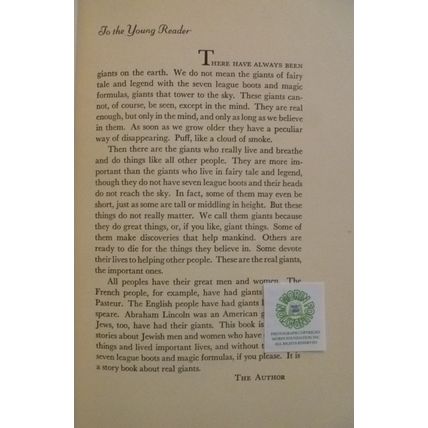 To the Young Reader
THERE HAVE ALWAYS BEEN
giants on the earth. We do not mean the giants of fairy
tale and legend with the seven league boots and magic
formulas, giants that tower to the sky. These giants can-
not, of course, be seen, except in the mind. They are real
enough, but only in the mind, and only as long as we believe
in them. As soon as we grow older they have a peculiar
way of disappearing. Puff, like a cloud of smoke.
Then there are the giants who really live and breathe
and do things like all other people. They are more im-
portant than the giants who live in fairy tale and legend,
though they do not have seven league boots and their heads
do not reach the sky. In fact, some of them may even be
short, just as some are tall or middling in height. But these
things do not really matter. We call them giants because
they do great things, or, if you like, giant things. Some of
them make discoveries that help mankind. Others are
ready to die for the things they believe in. Some devote
their lives to helping other people. These are the real giants,
the important ones.
All peoples have their great men and women. The
French people, for example, have had giants
Pasteur. The English people have had giants
speare. Abraham Lincoln was an American
Jews, too, have had their giants. This book is
stories about Jewish men and women who have
things and lived important lives, and without
seven league boots and magic formulas, if you please. It is
a story book about real giants.
THE AUTHOR
PHOTOGRAPH COPYRIGHT
MORRIS FOUNDATION INC
ALL RIGHTS RESERVED